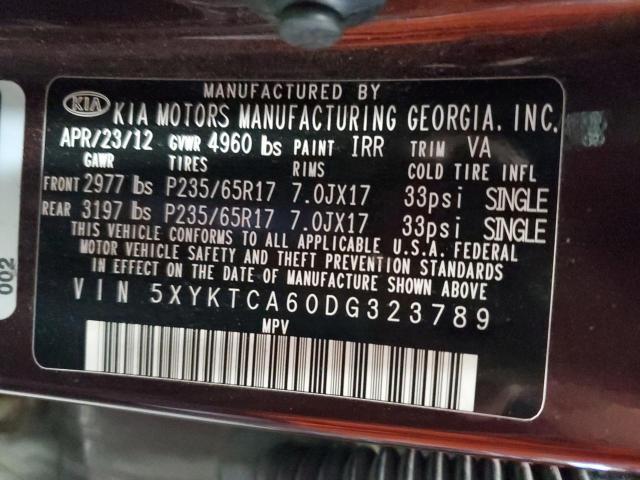 MANUFACTURED BY
KIA KIA MOTORS MANUFACTURING GEORGIA, INC.
APR/23/12 GVWR 4960 lbs PAINT IRR TRIM VA
GAWR TIRES RIMS COLD TIRE INFL
FRONT 2977 lbs P235/65R17 7.0JX17 33psi SINGLE
REAR 3197 lbs P235/65R17 7.0JX17 33psi SINGLE
THIS VEHICLE CONFORMS TO ALL APPLICABLE U.S.A. FEDERAL
MOTOR VEHICLE SAFETY AND THEFT PREVENTION STANDARDS
IN EFFECT ON THE DATE OF MANUFACTURE SHOWN ABOVE.
VIN 5XYKTCA60DG323789
MPV
002